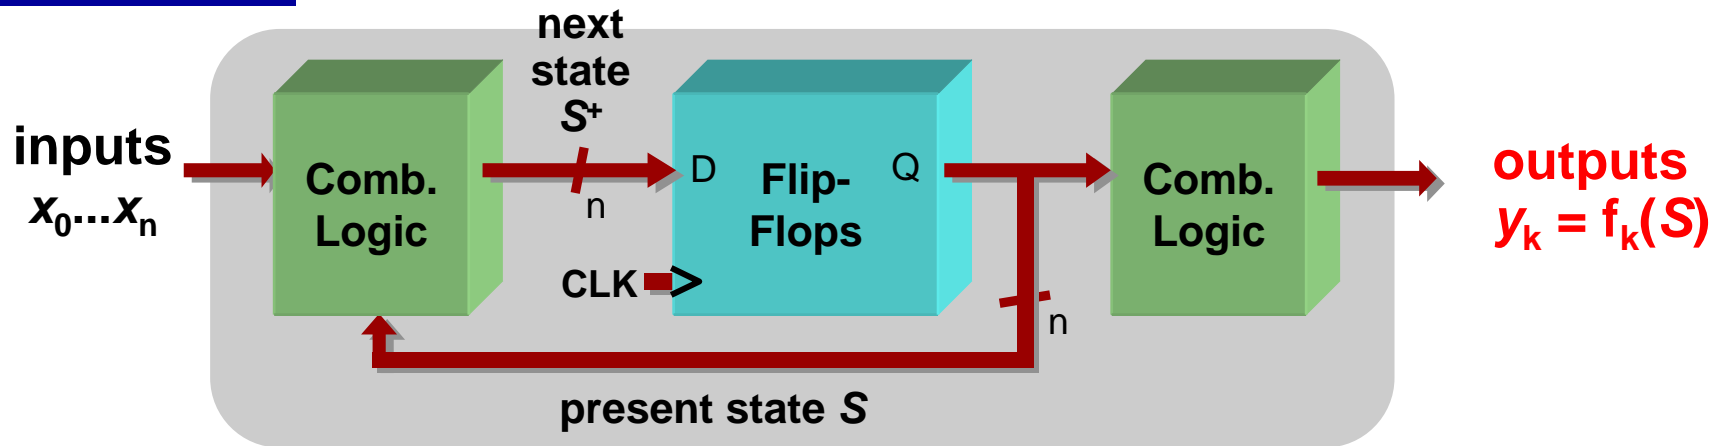 next
state
S⁺
inputs
x₀...xₙ
Comb.
Logic
n
D
Q
Flip-
Flops
CLK
n
Comb.
Logic
outputs
yₖ = fₖ(S)
present state S